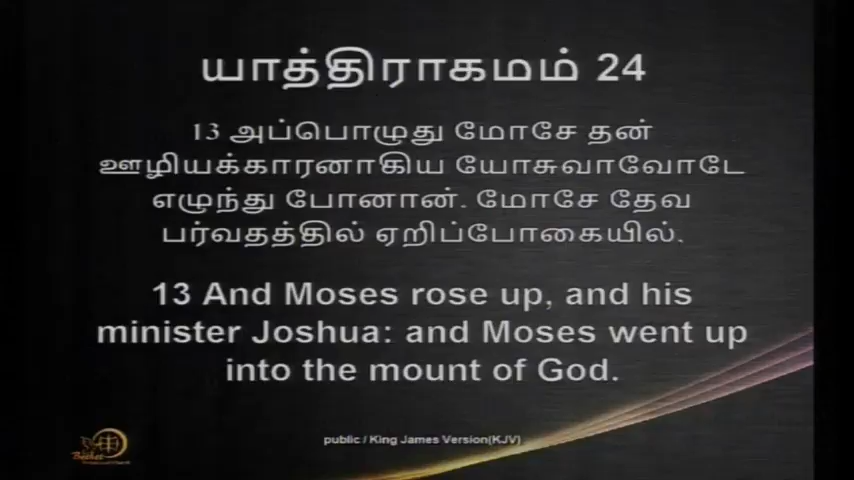 யாத்திராகமம் 24
13 அப்பொழுது மோசே தன்
ஊழியக்காரனாகிய யோசுவாவோடே
எழுந்து போனான். மோசே தேவ
பர்வதத்தில் ஏறிப்போகையில்.
13 And Moses rose up, and his
minister Joshua: and Moses went up
into the mount of God.
public / King James Version(KJV)